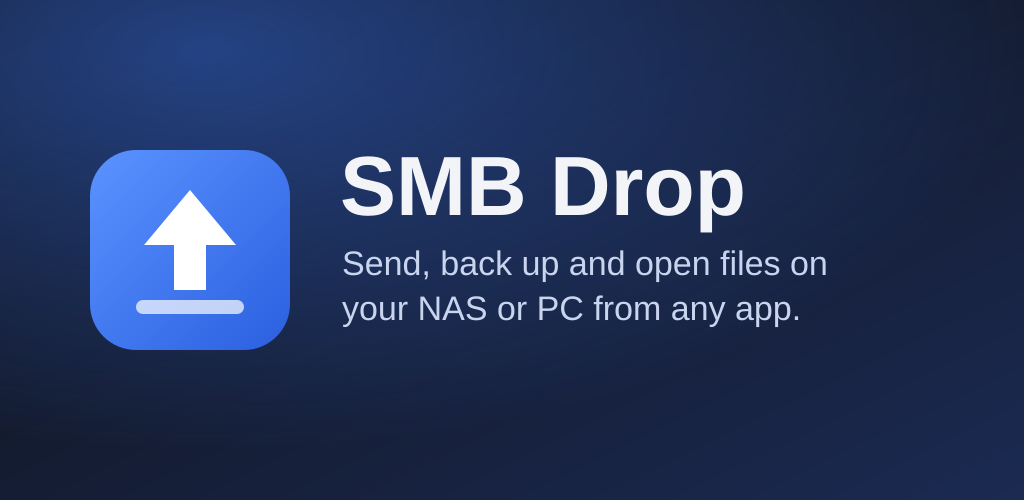 SMB Drop
Send, back up and open files on
your NAS or PC from any app.